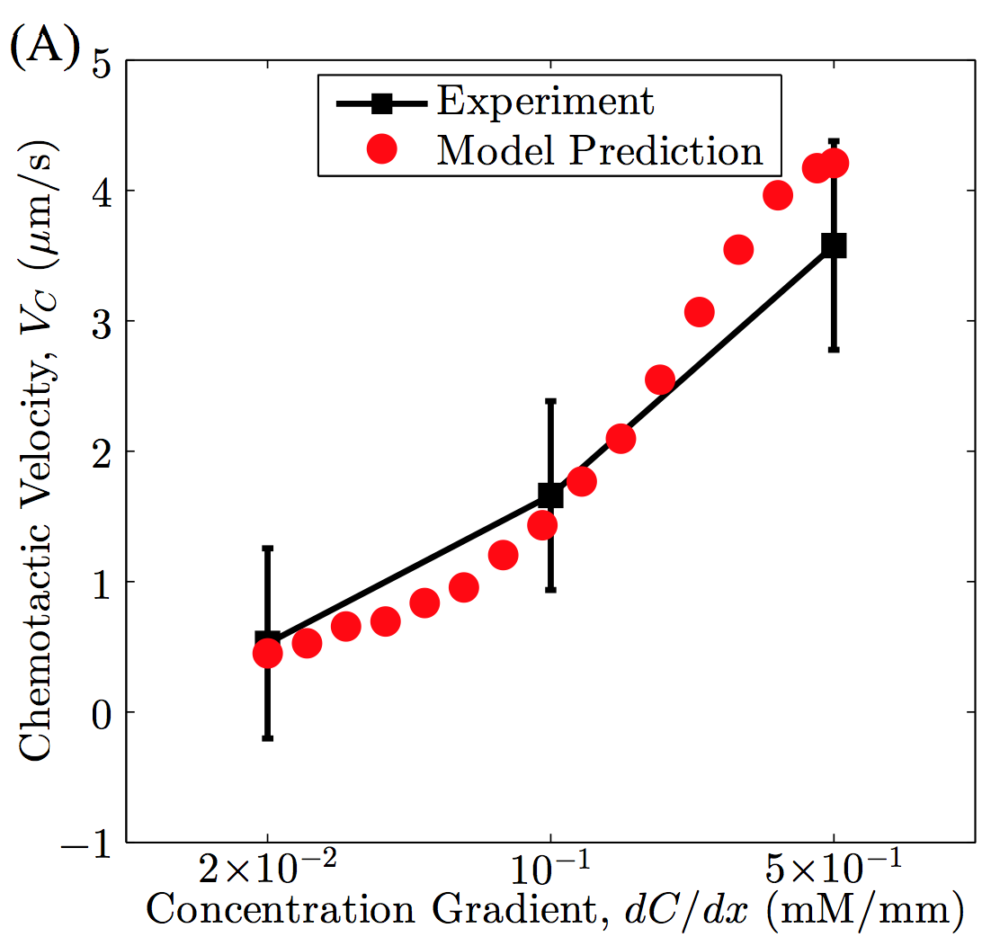 (A)
5
4
3
2
1
0
−1
Chemotactic Velocity, V_C (μm/s)
Experiment
Model Prediction
2×10⁻² 10⁻¹ 5×10⁻¹
Concentration Gradient, dC/dx (mM/mm)